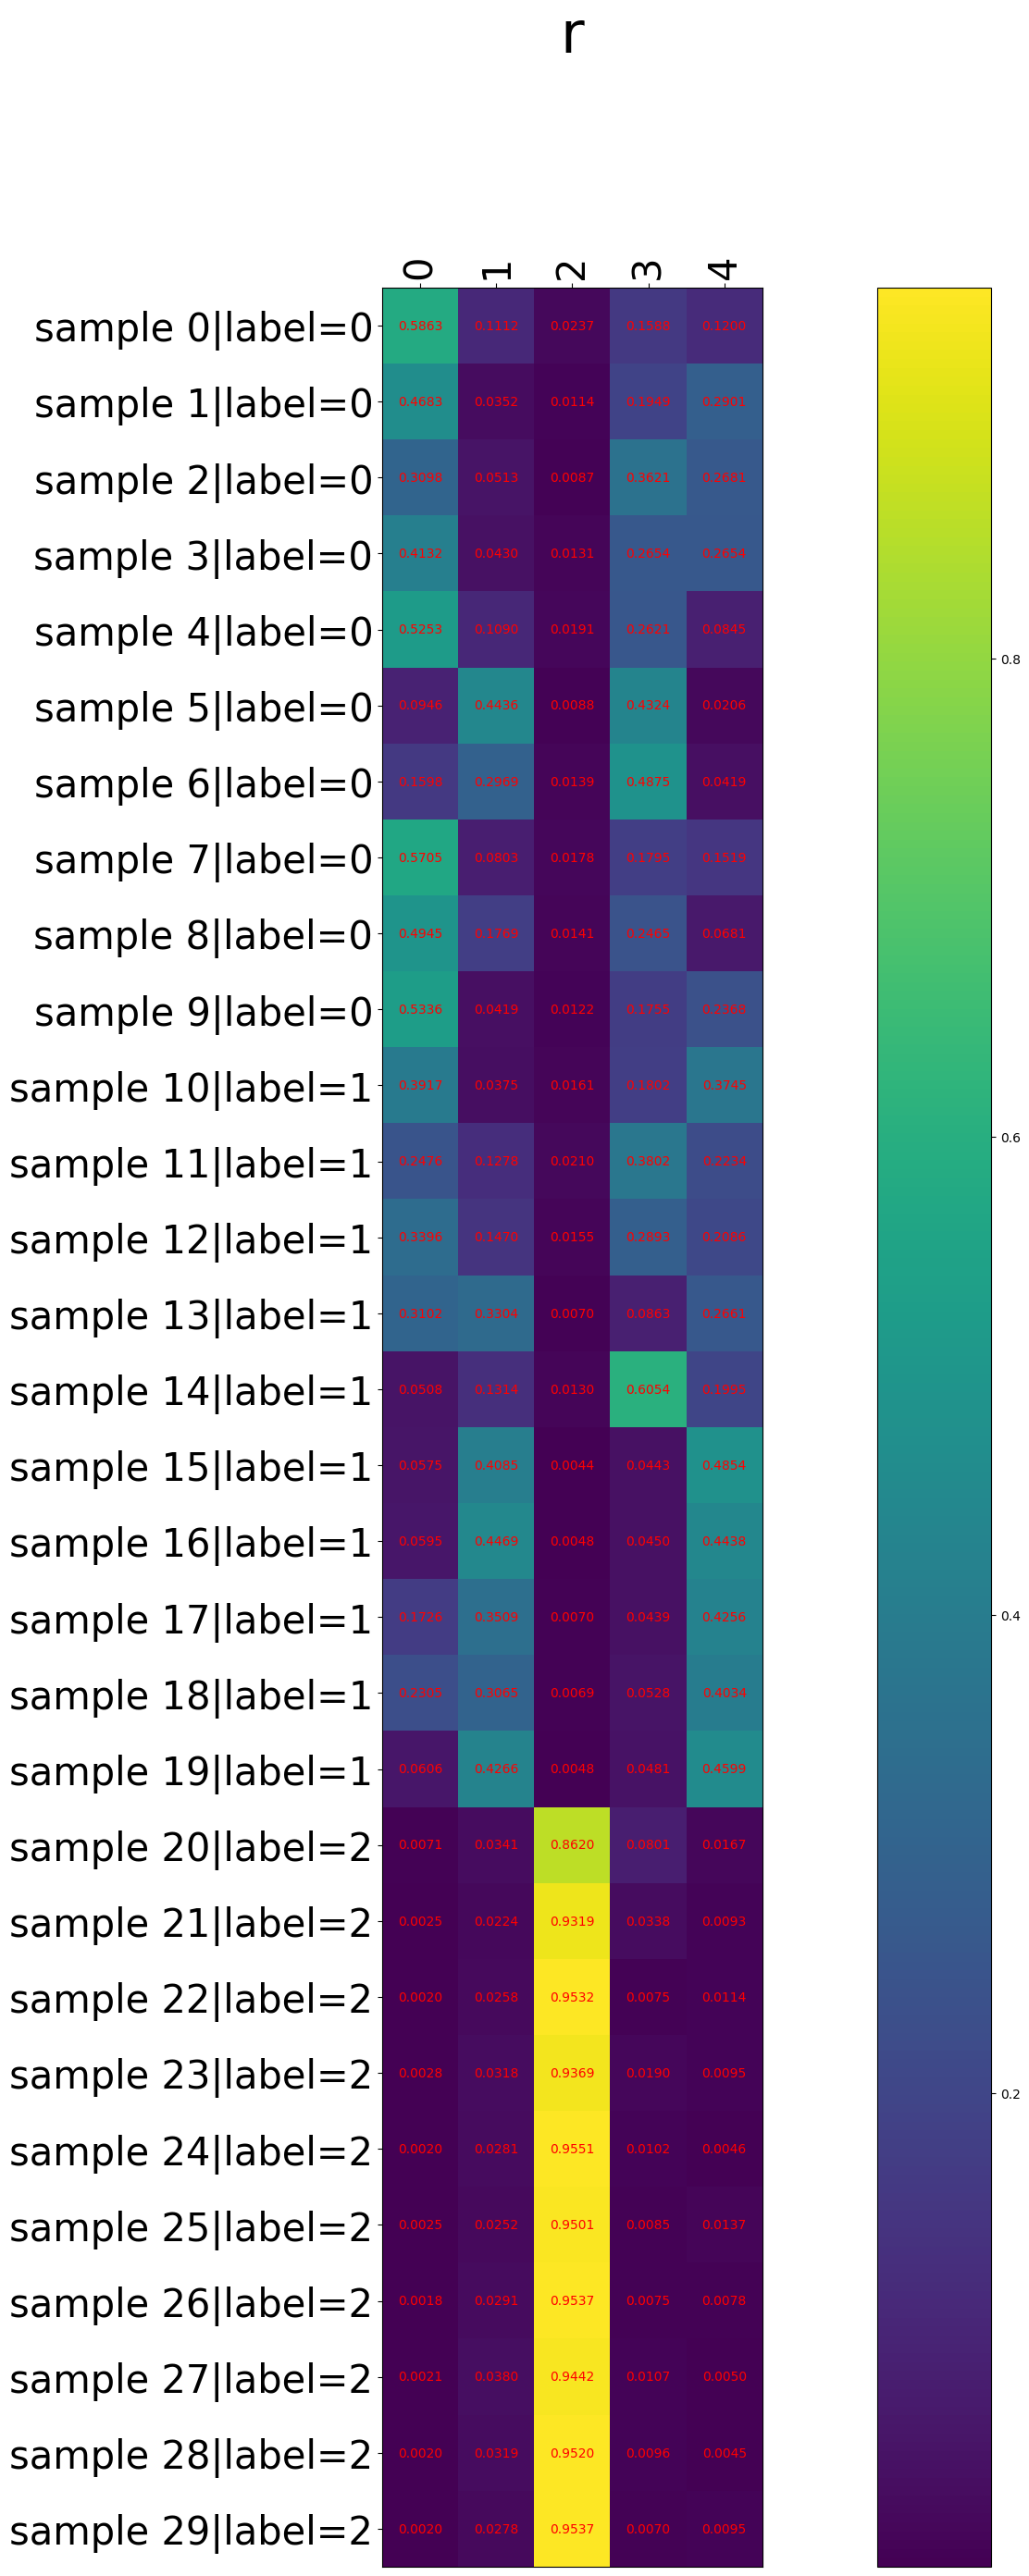 r
0 1 2 3 4
sample 0|label=0 0.5863 0.1112 0.0237 0.1588 0.1200
sample 1|label=0 0.4683 0.0352 0.0114 0.1949 0.2901
0.8
sample 2|label=0 0.3098 0.0513 0.0087 0.3621 0.2681
sample 3|label=0 0.4132 0.0430 0.0131 0.2654 0.2654
sample 4|label=0 0.5253 0.1090 0.0191 0.2621 0.0845
sample 5|label=0 0.0946 0.4436 0.0088 0.4324 0.0206
sample 6|label=0 0.1598 0.2969 0.0139 0.4875 0.0419
sample 7|label=0 0.5705 0.0803 0.0178 0.1795 0.1519
sample 8|label=0 0.4945 0.1769 0.0141 0.2465 0.0681
sample 9|label=0 0.5336 0.0419 0.0122 0.1755 0.2368
sample 10|label=1 0.3917 0.0375 0.0161 0.1802 0.3745
0.6
sample 11|label=1 0.2476 0.1278 0.0210 0.3802 0.2234
sample 12|label=1 0.3396 0.1470 0.0155 0.2893 0.2086
sample 13|label=1 0.3102 0.3304 0.0070 0.0863 0.2661
sample 14|label=1 0.0508 0.1314 0.0130 0.6054 0.1995
sample 15|label=1 0.0575 0.4085 0.0044 0.0443 0.4854
sample 16|label=1 0.0595 0.4469 0.0048 0.0450 0.4438
sample 17|label=1 0.1726 0.3509 0.0070 0.0439 0.4256
0.4
sample 18|label=1 0.2305 0.3065 0.0069 0.0528 0.4034
sample 19|label=1 0.0606 0.4266 0.0048 0.0481 0.4599
sample 20|label=2 0.0071 0.0341 0.8620 0.0801 0.0167
sample 21|label=2 0.0025 0.0224 0.9319 0.0338 0.0093
sample 22|label=2 0.0020 0.0258 0.9532 0.0075 0.0114
sample 23|label=2 0.0028 0.0318 0.9369 0.0190 0.0095
0.2
sample 24|label=2 0.0020 0.0281 0.9551 0.0102 0.0046
sample 25|label=2 0.0025 0.0252 0.9501 0.0085 0.0137
sample 26|label=2 0.0018 0.0291 0.9537 0.0075 0.0078
sample 27|label=2 0.0021 0.0380 0.9442 0.0107 0.0050
sample 28|label=2 0.0020 0.0319 0.9520 0.0096 0.0045
sample 29|label=2 0.0020 0.0278 0.9537 0.0070 0.0095